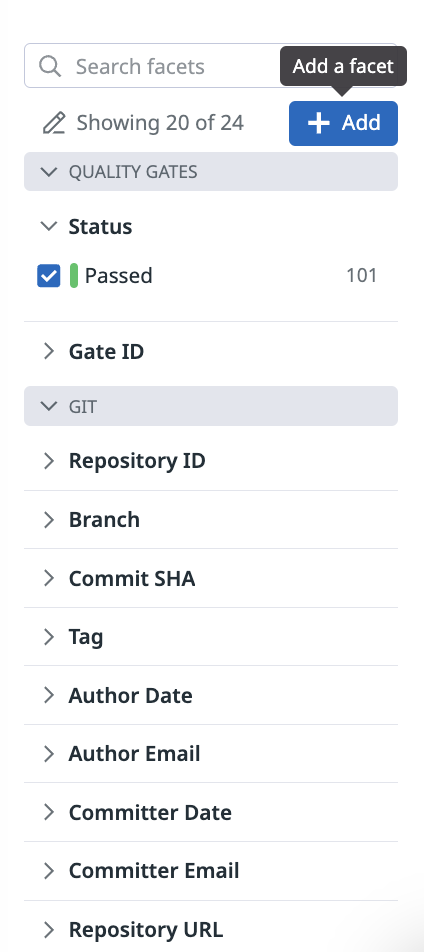 Search facets
Add a facet
Showing 20 of 24
Add
QUALITY GATES
Status
Passed 101
Gate ID
GIT
Repository ID
Branch
Commit SHA
Tag
Author Date
Author Email
Committer Date
Committer Email
Repository URL